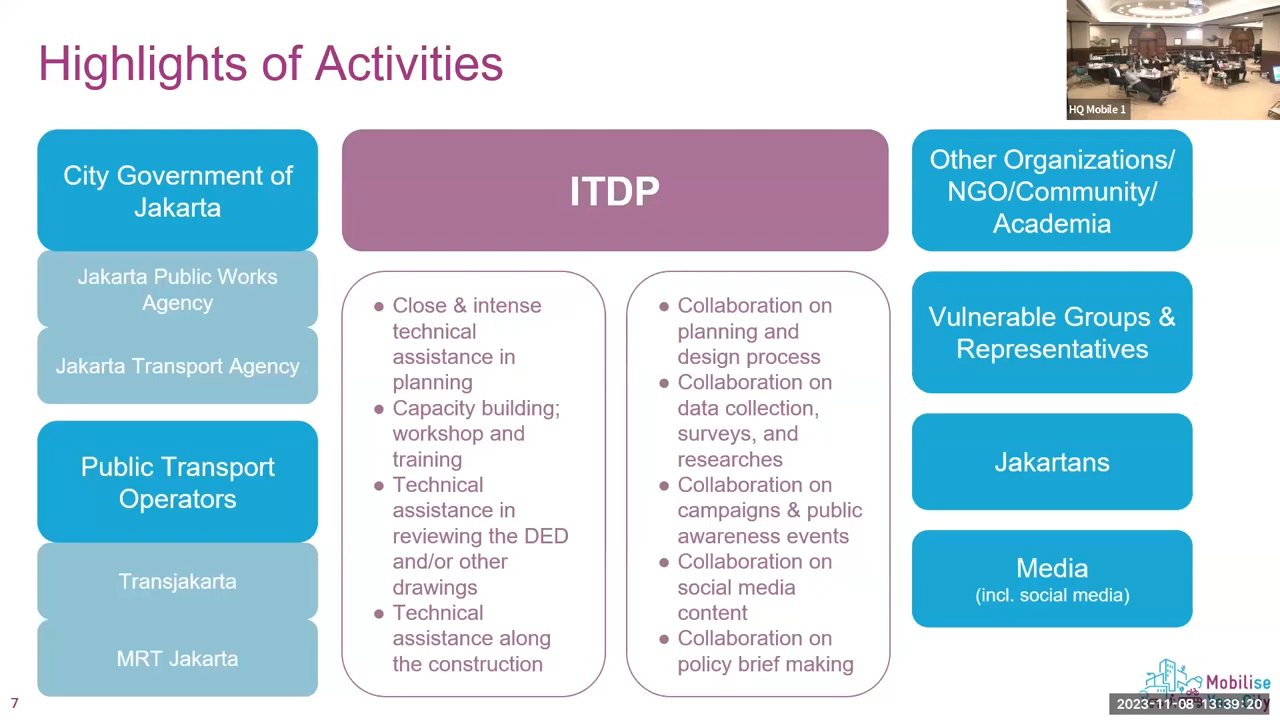 Highlights of Activities
HQ Mobile 1
City Government of
Jakarta
Jakarta Public Works
Agency
Jakarta Transport Agency
Public Transport
Operators
Transjakarta
MRT Jakarta
ITDP
● Close & intense
technical
assistance in
planning
● Capacity building;
workshop and
training
● Technical
assistance in
reviewing the DED
and/or other
drawings
● Technical
assistance along
the construction
● Collaboration on
planning and
design process
● Collaboration on
data collection,
surveys, and
researches
● Collaboration on
campaigns & public
awareness events
● Collaboration on
social media
content
● Collaboration on
policy brief making
Other Organizations/
NGO/Community/
Academia
Vulnerable Groups &
Representatives
Jakartans
Media
(incl. social media)
7
Mobilise
2023-11-08 13:39:20